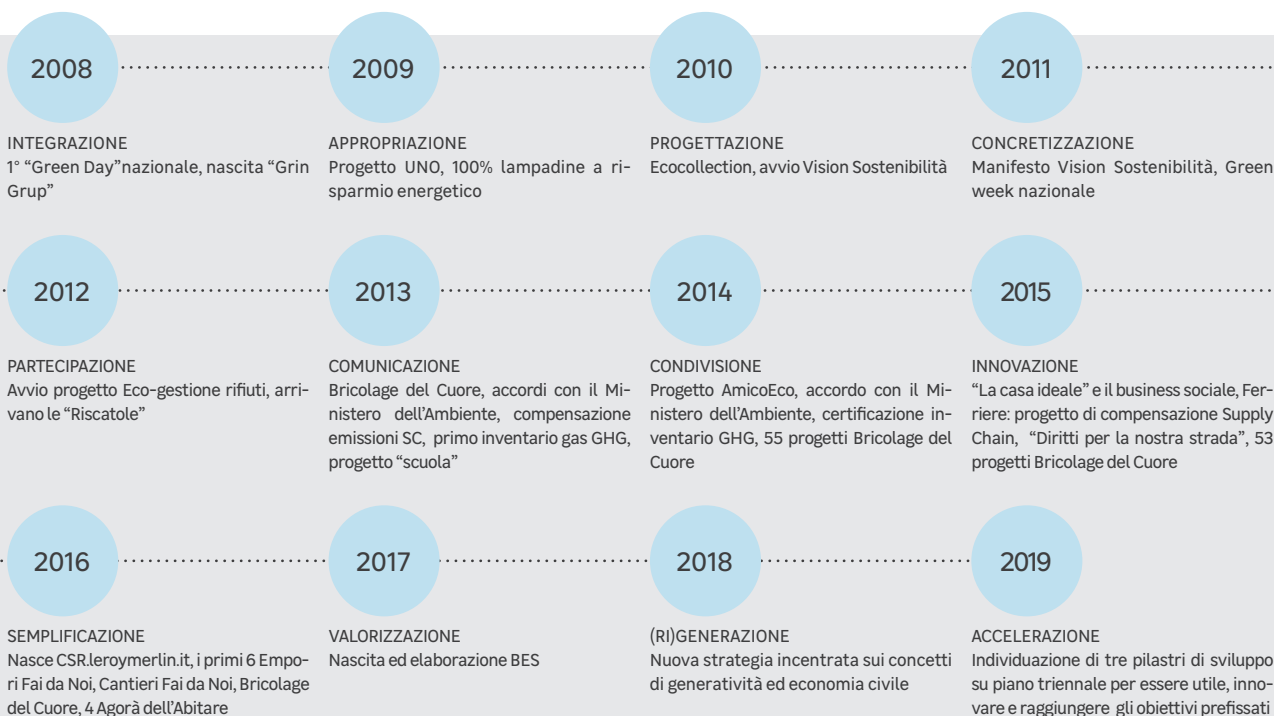 2008
INTEGRAZIONE
1° “Green Day”nazionale, nascita “Grin
Grup”
2009
APPROPRIAZIONE
Progetto UNO, 100% lampadine a ri-
sparmio energetico
2010
PROGETTAZIONE
Ecocollection, avvio Vision Sostenibilità
2011
CONCRETIZZAZIONE
Manifesto Vision Sostenibilità, Green
week nazionale
2012
PARTECIPAZIONE
Avvio progetto Eco-gestione rifiuti, arri-
vano le “Riscatole”
2013
COMUNICAZIONE
Bricolage del Cuore, accordi con il Mi-
nistero dell’Ambiente, compensazione
emissioni SC, primo inventario gas GHG,
progetto “scuola”
2014
CONDIVISIONE
Progetto AmicoEco, accordo con il Mi-
nistero dell’Ambiente, certificazione in-
ventario GHG, 55 progetti Bricolage del
Cuore
2015
INNOVAZIONE
“La casa ideale” e il business sociale, Fer-
riere: progetto di compensazione Supply
Chain, “Diritti per la nostra strada”, 53
progetti Bricolage del Cuore
2016
SEMPLIFICAZIONE
Nasce CSR.leroymerlin.it, i primi 6 Empo-
ri Fai da Noi, Cantieri Fai da Noi, Bricolage
del Cuore, 4 Agorà dell’Abitare
2017
VALORIZZAZIONE
Nascita ed elaborazione BES
2018
(RI)GENERAZIONE
Nuova strategia incentrata sui concetti
di generatività ed economia civile
2019
ACCELERAZIONE
Individuazione di tre pilastri di sviluppo
su piano triennale per essere utile, inno-
vare e raggiungere gli obiettivi prefissati